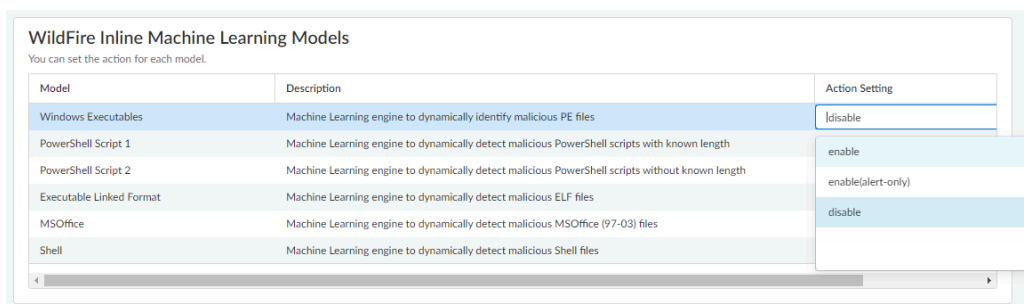 WildFire Inline Machine Learning Models
You can set the action for each model.
Model Description Action Setting
Windows Executables Machine Learning engine to dynamically identify malicious PE files disable
PowerShell Script 1 Machine Learning engine to dynamically detect malicious PowerShell scripts with known length enable
PowerShell Script 2 Machine Learning engine to dynamically detect malicious PowerShell scripts without known length enable(alert-only)
Executable Linked Format Machine Learning engine to dynamically detect malicious ELF files disable
MSOffice Machine Learning engine to dynamically detect malicious MSOffice (97-03) files
Shell Machine Learning engine to dynamically detect malicious Shell files